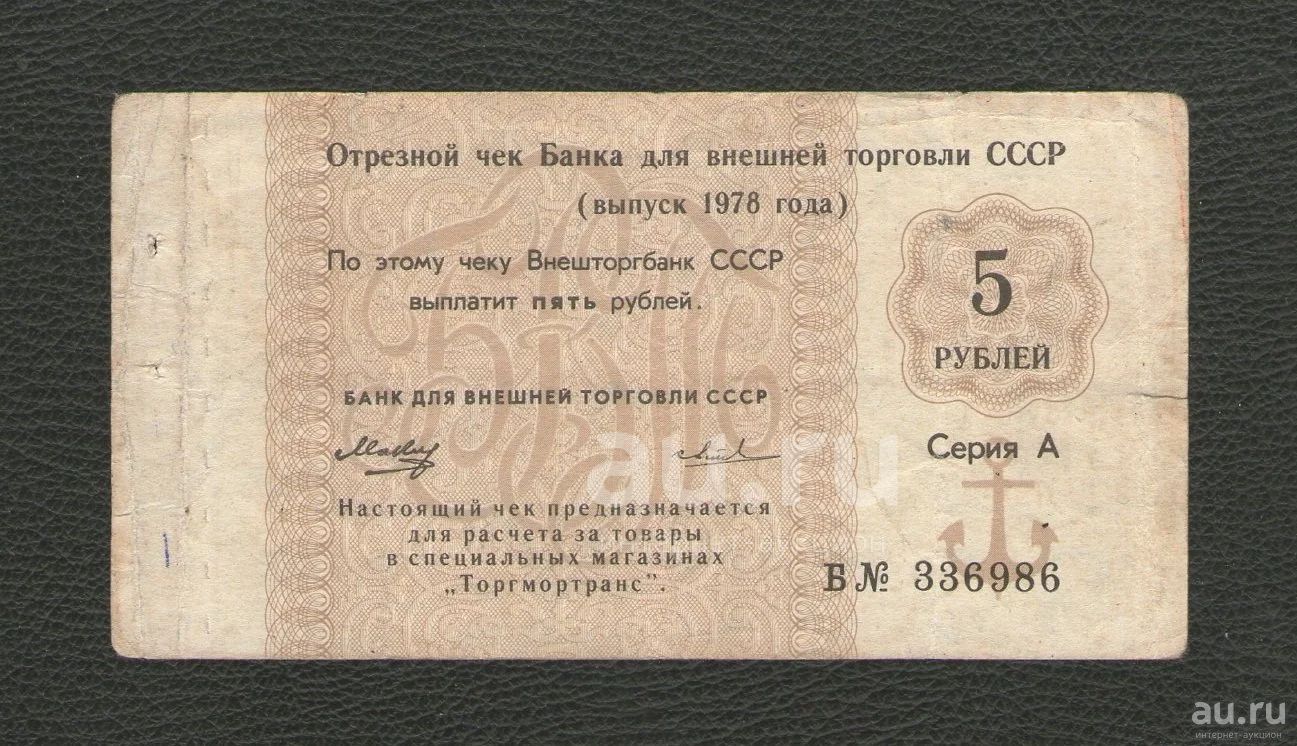 Отрезной чек Банка для внешней торговли СССР
(выпуск 1978 года)
По этому чеку Внешторгбанк СССР
выплатит пять рублей.
5
РУБЛЕЙ
БАНК ДЛЯ ВНЕШНЕЙ ТОРГОВЛИ СССР
Серия А
Настоящий чек предназначается
для расчета за товары
в специальных магазинах
„Торгмортранс".
Б № 336986
au.ru
au.ru
интернет-аукцион